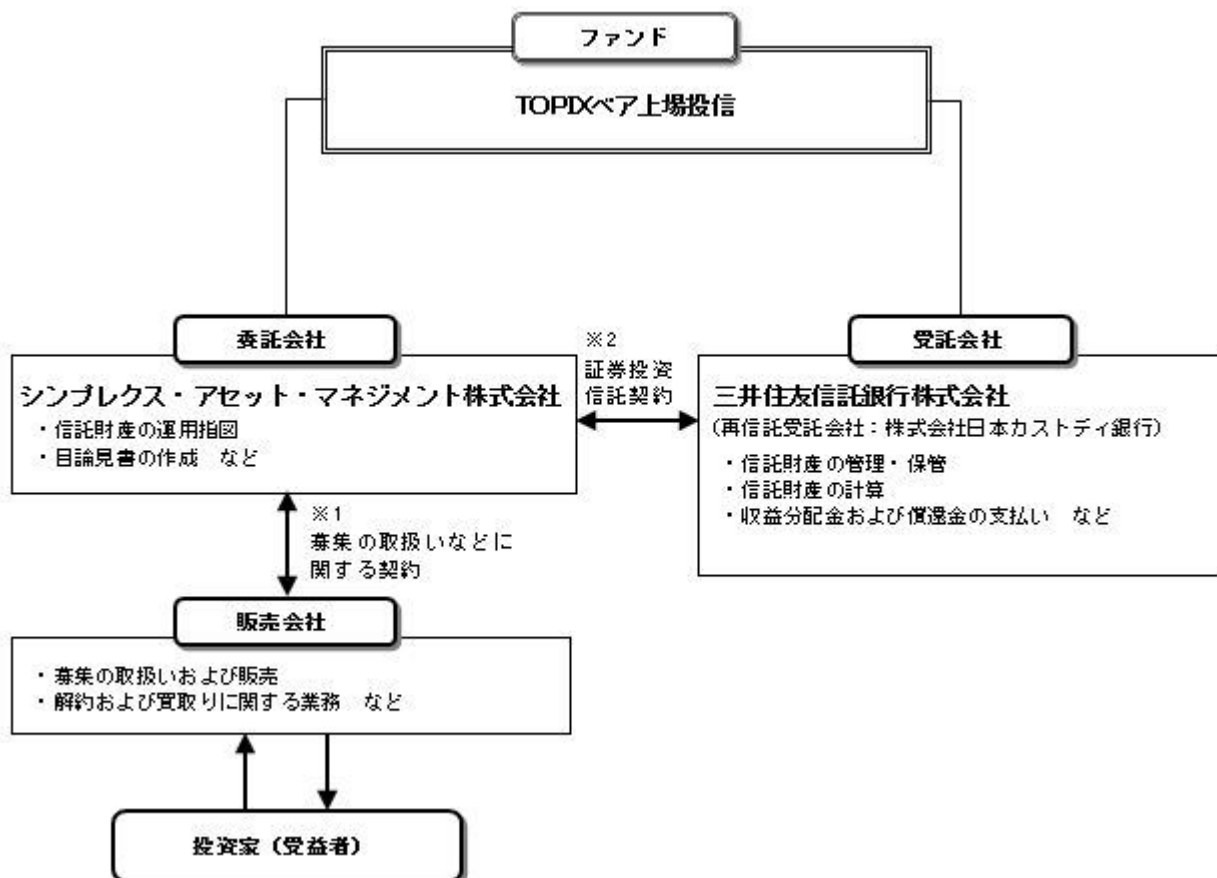 ファンド
TOPIXベア上場投信
委託会社
シンプレクス・アセット・マネジメント株式会社
・信託財産の運用指図
・目論見書の作成 など
※2
証券投資
信託契約
受託会社
三井住友信託銀行株式会社
(再信託受託会社：株式会社日本カストディ銀行)
・信託財産の管理・保管
・信託財産の計算
・収益分配金および償還金の支払い など
※1
募集の取扱いなどに
関する契約
販売会社
・募集の取扱いおよび販売
・解約および買取りに関する業務 など
投資家（受益者）